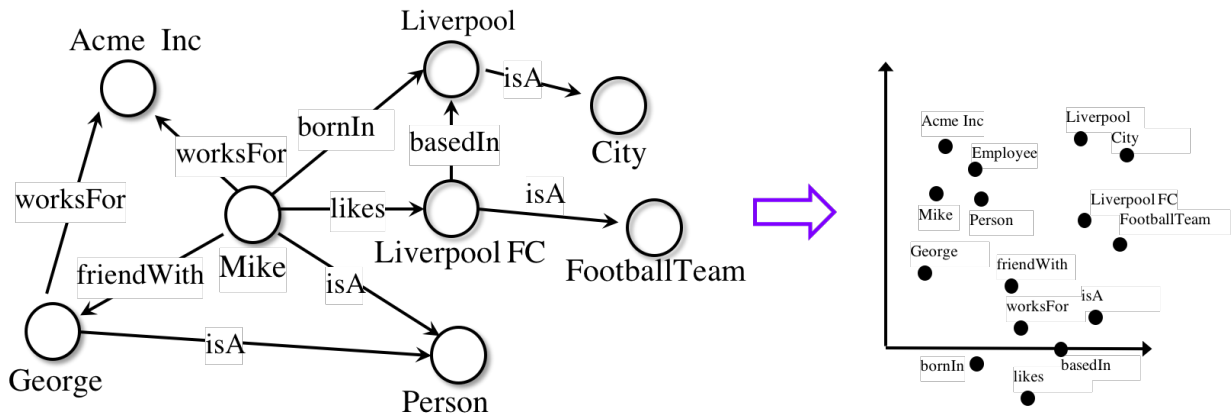 Acme Inc
Liverpool
isA
bornIn
basedIn
City
worksFor
worksFor
likes
isA
Liverpool FC
FootballTeam
friendWith
Mike
isA
isA
George
Person
Acme Inc
Liverpool
City
Employee
Mike
Person
Liverpool FC
FootballTeam
George
friendWith
worksFor
isA
bornIn
basedIn
likes